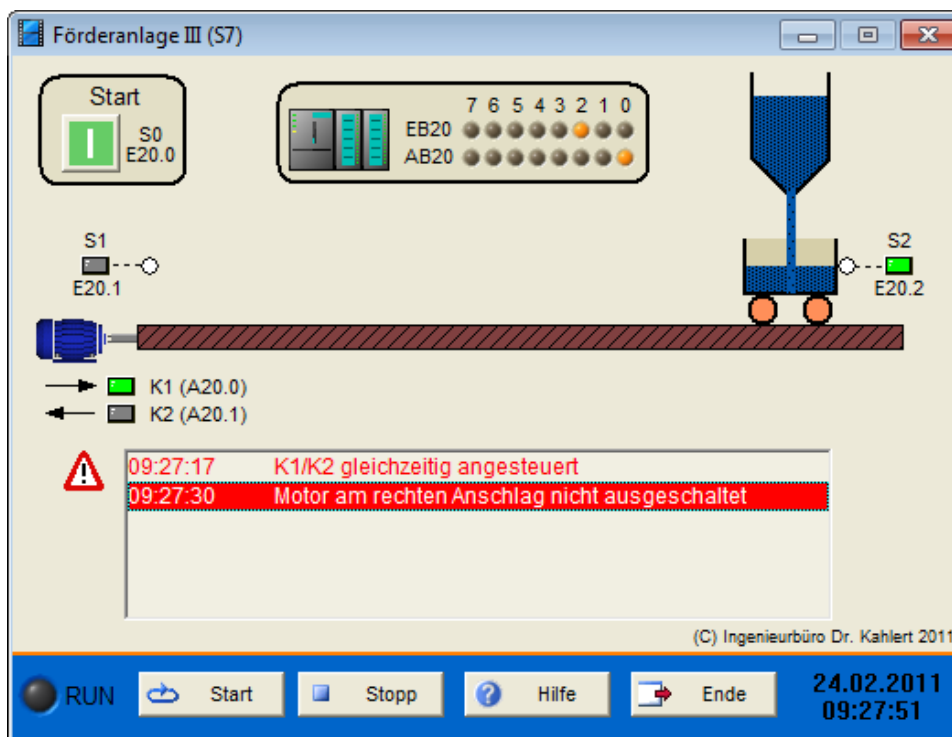 Förderanlage III (S7)
Start
S0
E20.0
7 6 5 4 3 2 1 0
EB20
AB20
S1
E20.1
S2
E20.2
K1 (A20.0)
K2 (A20.1)
09:27:17 K1/K2 gleichzeitig angesteuert
09:27:30 Motor am rechten Anschlag nicht ausgeschaltet
(C) Ingenieurbüro Dr. Kahlert 2011
RUN
Start
Stopp
Hilfe
Ende
24.02.2011
09:27:51